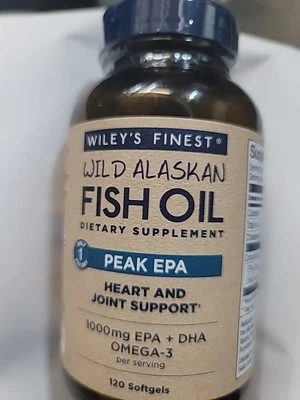 WILEY'S FINEST®
WILD ALASKAN
FISH OIL
DIETARY SUPPLEMENT
PEAK EPA
HEART AND
JOINT SUPPORT†
1000mg EPA + DHA
OMEGA-3
per serving
120 Softgels